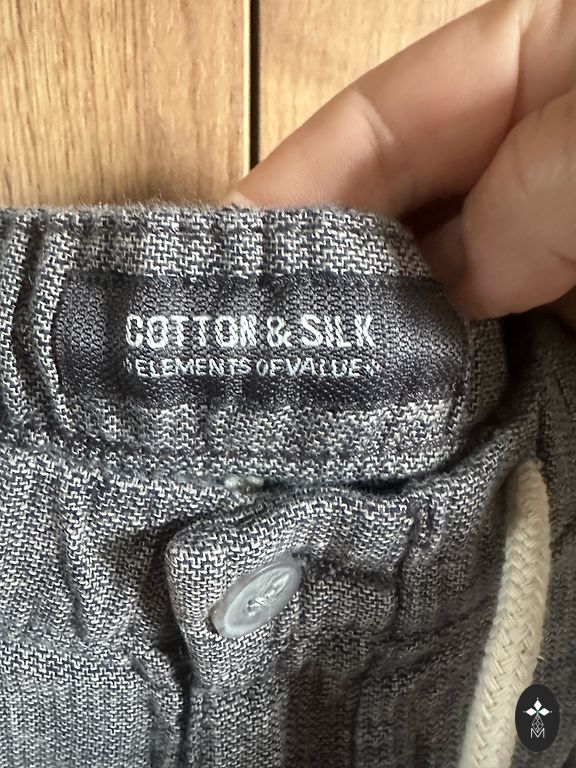 COTTON & SILK
ELEMENTS OF VALUE
M